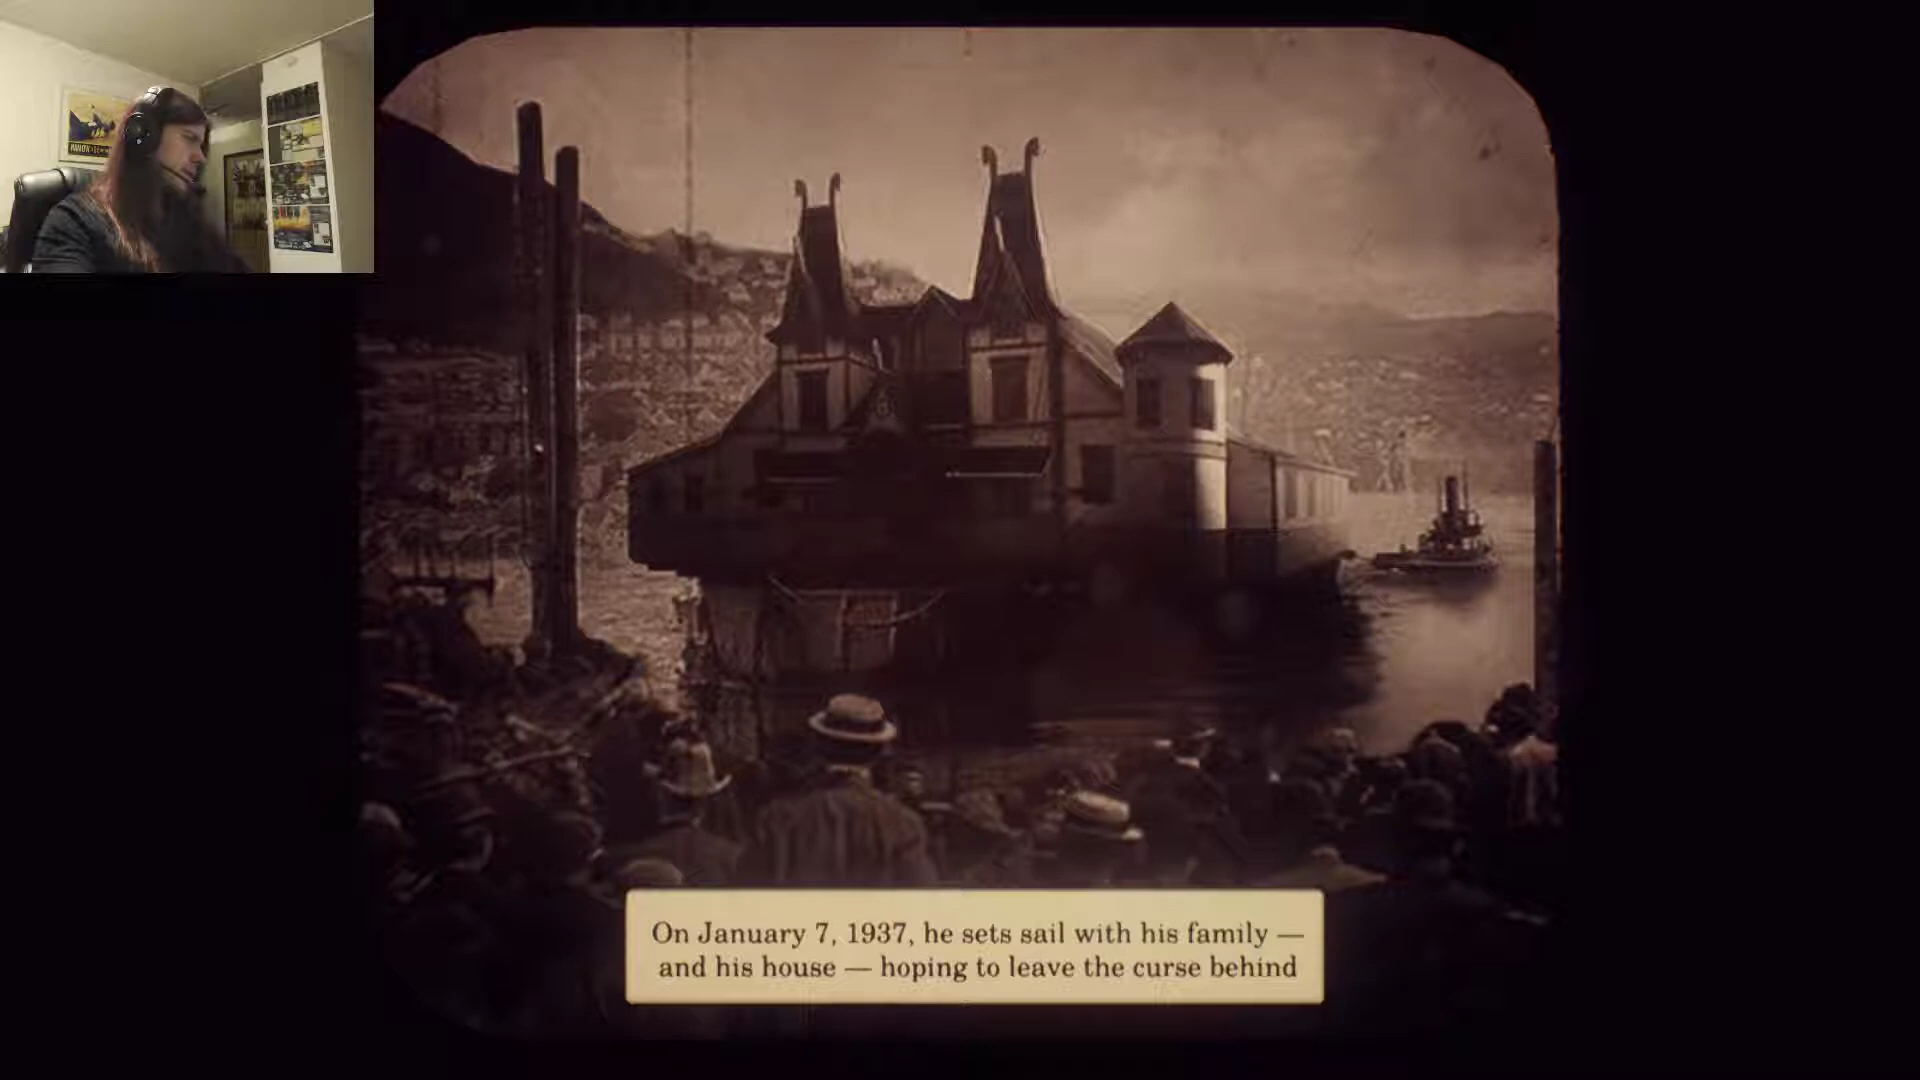 On January 7, 1937, he sets sail with his family —
and his house — hoping to leave the curse behind